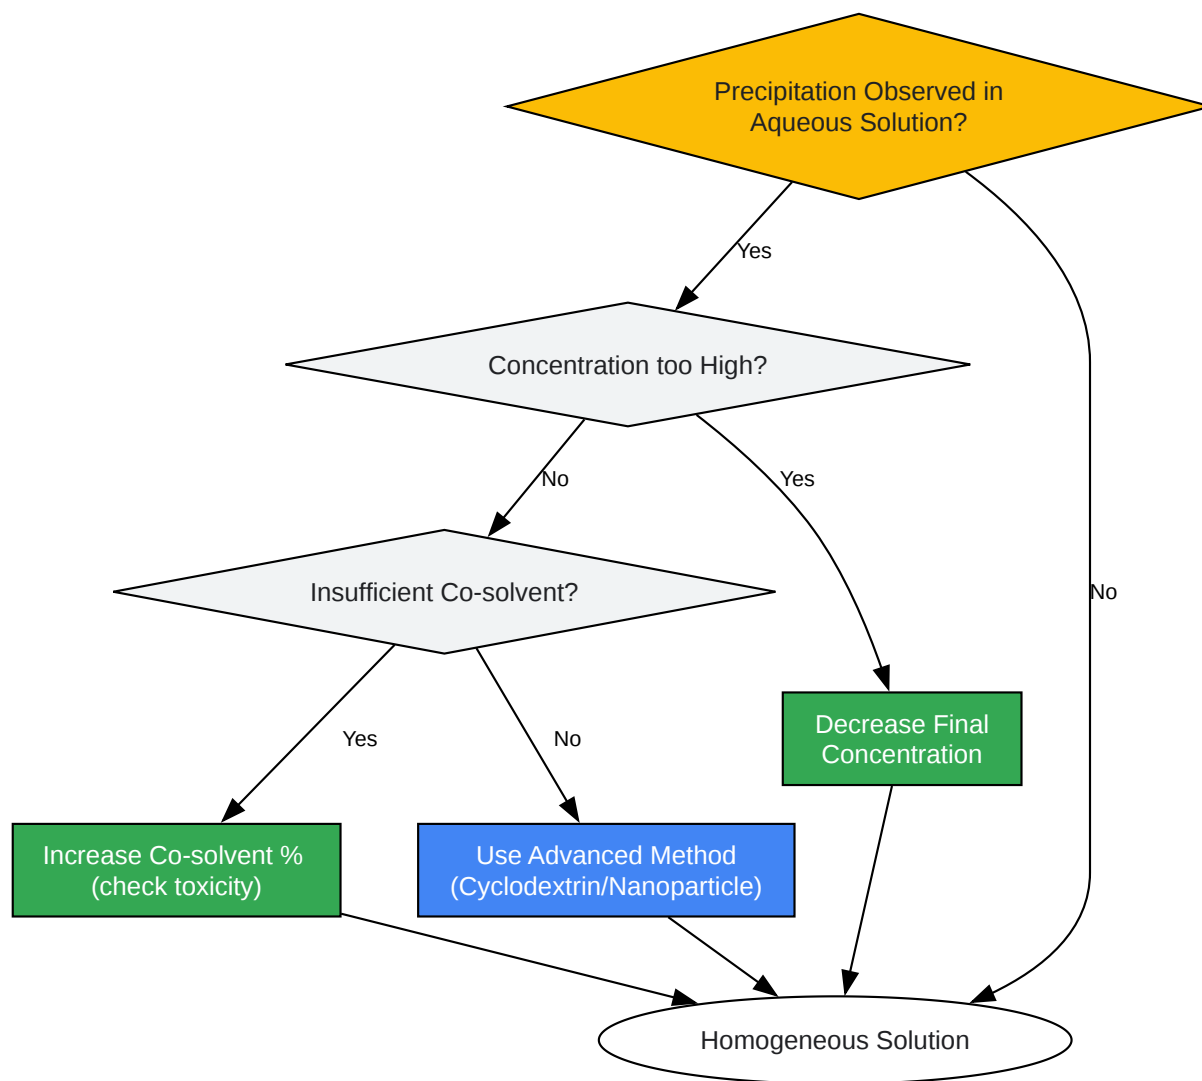 Precipitation Observed in
Aqueous Solution?
Yes
Concentration too High?
No
Yes
Insufficient Co-solvent?
No
Decrease Final
Concentration
Yes
No
Increase Co-solvent %
(check toxicity)
Use Advanced Method
(Cyclodextrin/Nanoparticle)
Homogeneous Solution